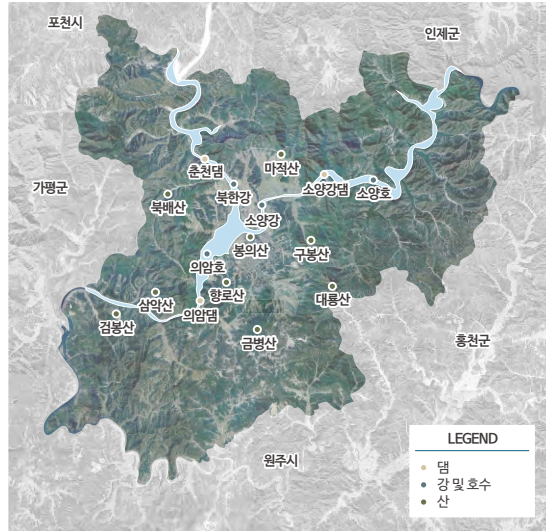 포천시
인제군
가평군
춘천댐
마적산
북한강
소양강댐
소양호
북배산
소양강
봉의산
구봉산
의암호
향로산
대룡산
삼악산
의암댐
검봉산
금병산
홍천군
원주시
LEGEND
댐
강 및 호수
산